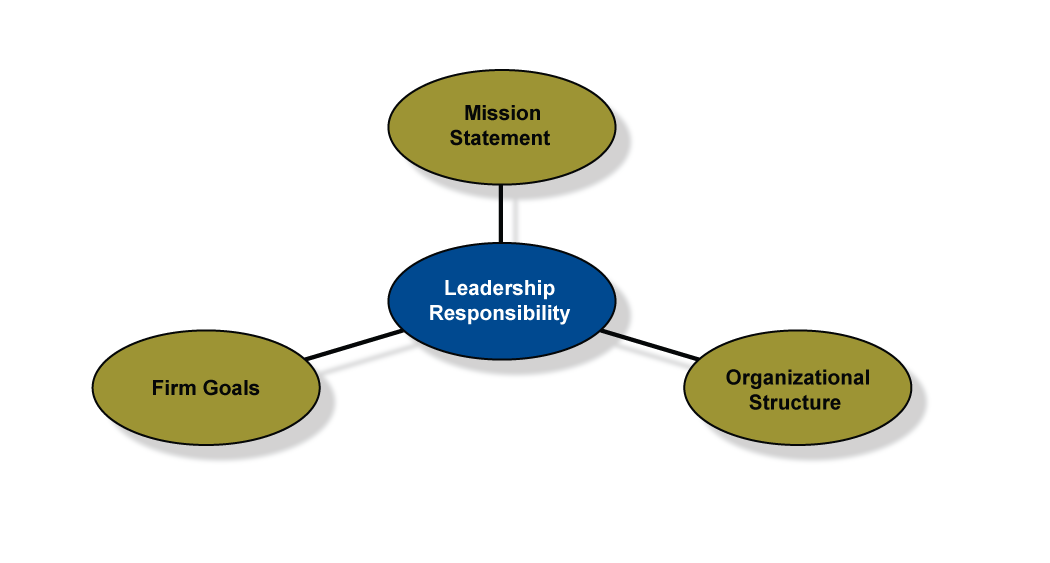 Mission
Statement
Leadership
Responsibility
Firm Goals
Organizational
Structure